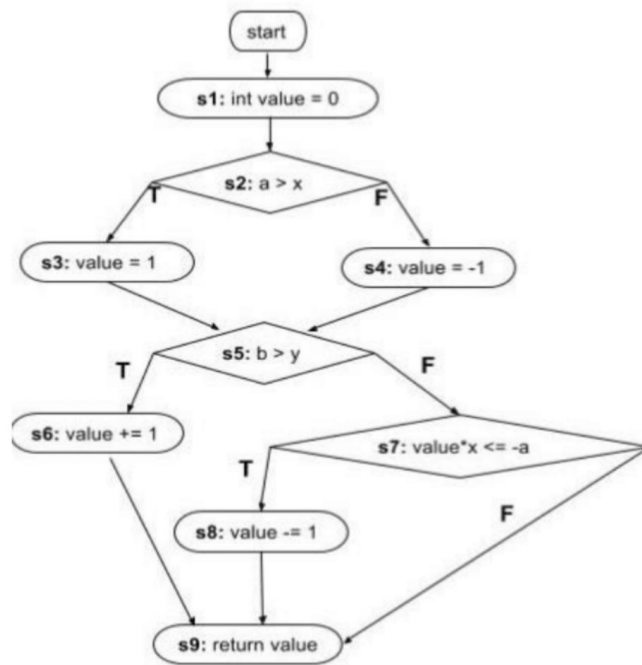 start
s1: int value = 0
s2: a > x
T
F
s3: value = 1
s4: value = -1
s5: b > y
T
F
s6: value += 1
s7: value*x <= -a
T
s8: value -= 1
F
s9: return value